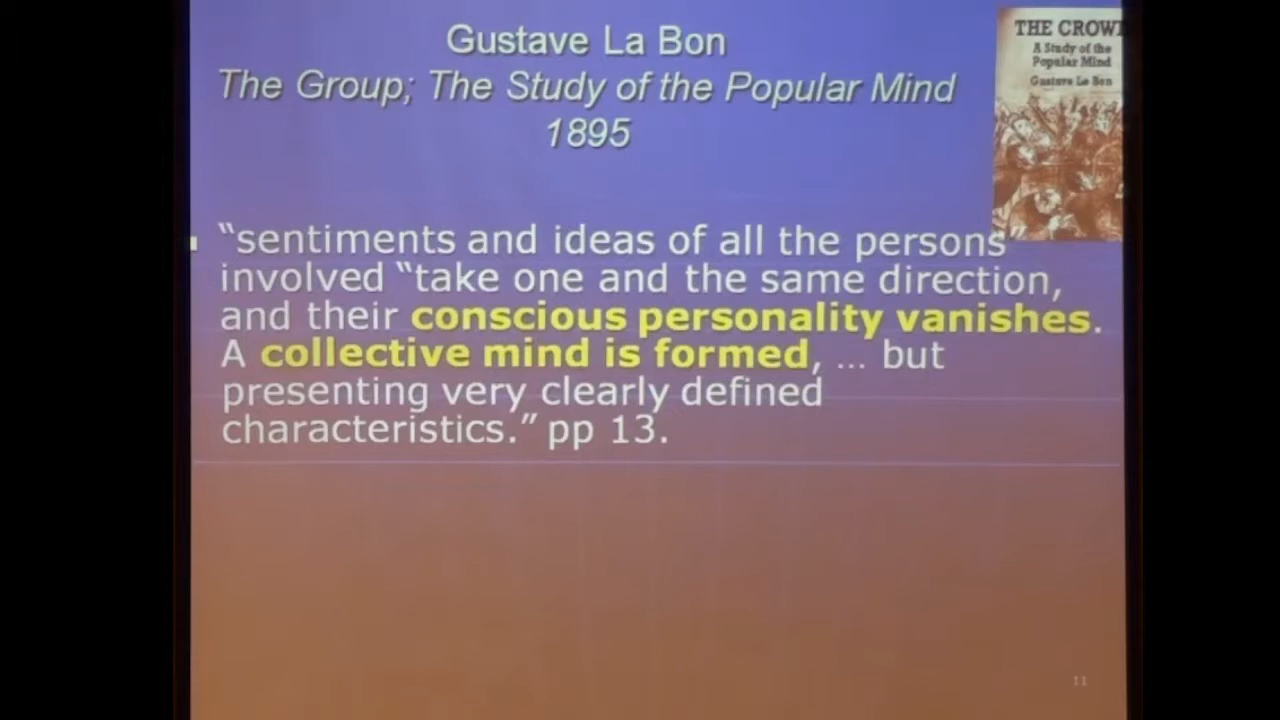 Gustave La Bon
The Group; The Study of the Popular Mind
1895
THE CROW
A Study of the
Popular Mind
Gustave Le Bon
“sentiments and ideas of all the persons
involved “take one and the same direction,
and their conscious personality vanishes.
A collective mind is formed, … but
presenting very clearly defined
characteristics.” pp 13.
11